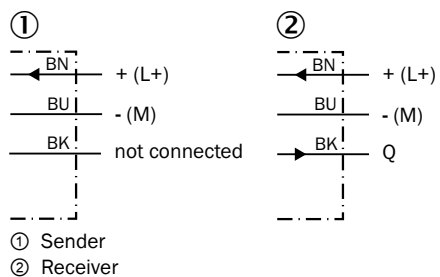 ① ②
BN + (L+) BN + (L+)
BU - (M) BU - (M)
BK not connected BK Q
① Sender
② Receiver